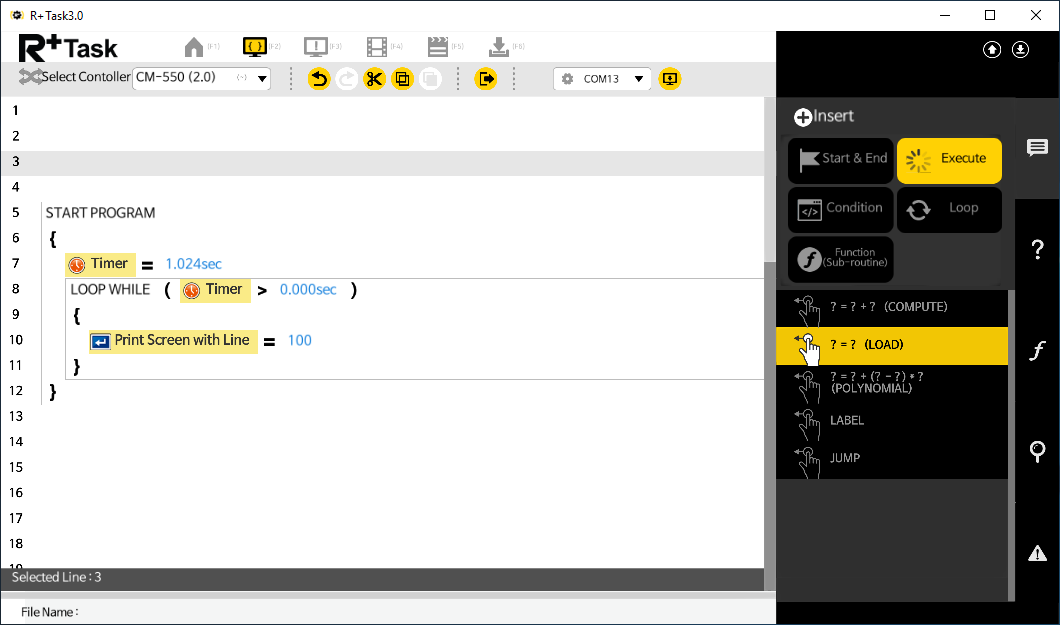 R+Task3.0
R+Task
(F1)
(F2)
(F3)
(F4)
(F5)
(F6)
Select Contoller
CM-550 (2.0)
COM13
1
2
3
4
5 START PROGRAM
6 {
7 Timer = 1.024sec
8 LOOP WHILE ( Timer > 0.000sec )
9 {
10 Print Screen with Line = 100
11 }
12 }
13
14
15
16
17
18
19
Selected Line : 3
File Name :
Insert
Start & End
Execute
Condition
Loop
Function
(Sub-routine)
? = ? + ? (COMPUTE)
? = ? (LOAD)
? = ? + (? - ?) * ?
(POLYNOMIAL)
LABEL
JUMP